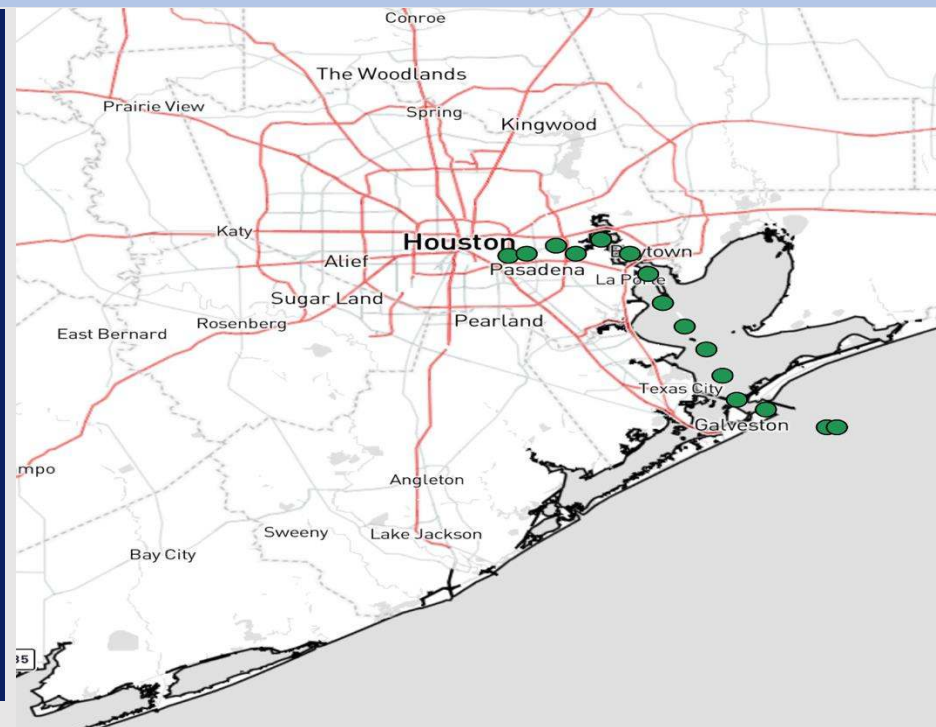 Conroe
The Woodlands
Prairie View
Spring
Kingwood
Katy
Houston
Alief
Baytown
Pasadena
La Porte
Sugar Land
Rosenberg
Pearland
East Bernard
Texas City
Galveston
mpo
Angleton
Sweeny
Lake Jackson
Bay City
35